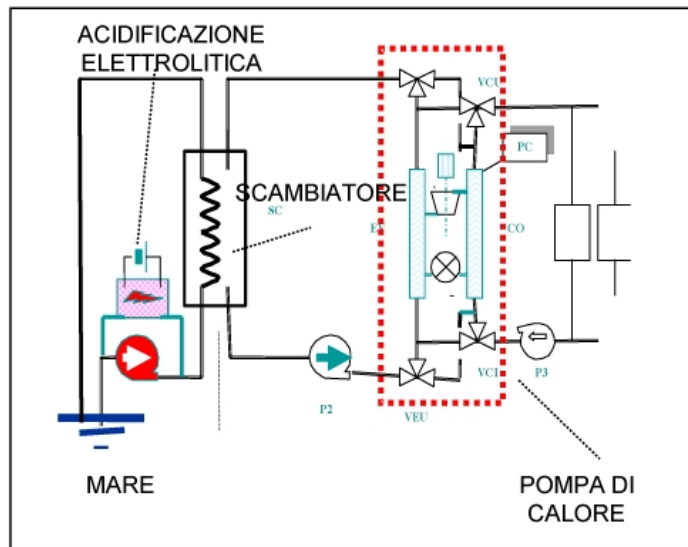 ACIDIFICAZIONE
ELETTROLITICA
VCU
PC
SCAMBIATORE
SC
CO
P2
VEU
VCI
P3
MARE
POMPA DI
CALORE